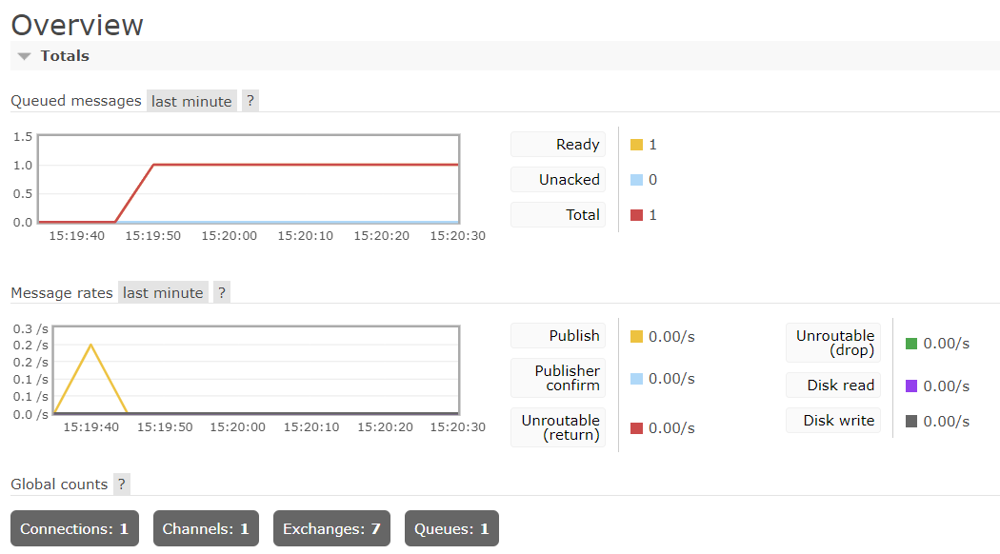 Overview
Totals
Queued messages last minute ?
1.5
1.0
0.5
0.0
15:19:40 15:19:50 15:20:00 15:20:10 15:20:20 15:20:30
Ready 1
Unacked 0
Total 1
Message rates last minute ?
0.3 /s
0.2 /s
0.2 /s
0.1 /s
0.1 /s
0.0 /s
15:19:40 15:19:50 15:20:00 15:20:10 15:20:20 15:20:30
Publish 0.00/s
Publisher
confirm 0.00/s
Unroutable
(return) 0.00/s
Unroutable
(drop) 0.00/s
Disk read 0.00/s
Disk write 0.00/s
Global counts ?
Connections: 1 Channels: 1 Exchanges: 7 Queues: 1